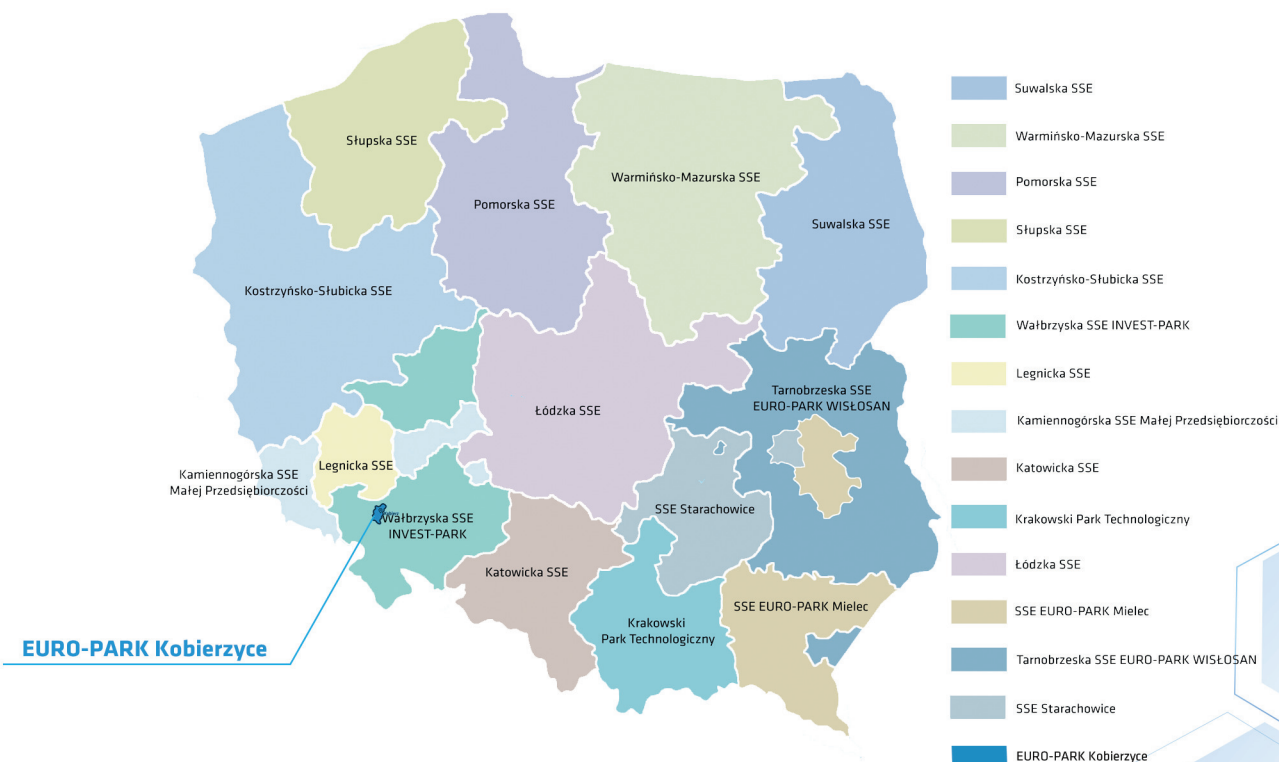 Słupska SSE
Pomorska SSE
Warmińsko-Mazurska SSE
Suwalska SSE
Kostrzyńsko-Słubicka SSE
Łódzka SSE
Tarnobrzeska SSE
EURO-PARK WISŁOSAN
Legnicka SSE
Kamiennogórska SSE
Małej Przedsiębiorczości
Wałbrzyska SSE
INVEST-PARK
SSE Starachowice
Katowicka SSE
Krakowski
Park Technologiczny
SSE EURO-PARK Mielec
EURO-PARK Kobierzyce
Suwalska SSE
Warmińsko-Mazurska SSE
Pomorska SSE
Słupska SSE
Kostrzyńsko-Słubicka SSE
Wałbrzyska SSE INVEST-PARK
Legnicka SSE
Kamiennogórska SSE Małej Przedsiębiorczości
Katowicka SSE
Krakowski Park Technologiczny
Łódzka SSE
SSE EURO-PARK Mielec
Tarnobrzeska SSE EURO-PARK WISŁOSAN
SSE Starachowice
EURO-PARK Kobierzyce